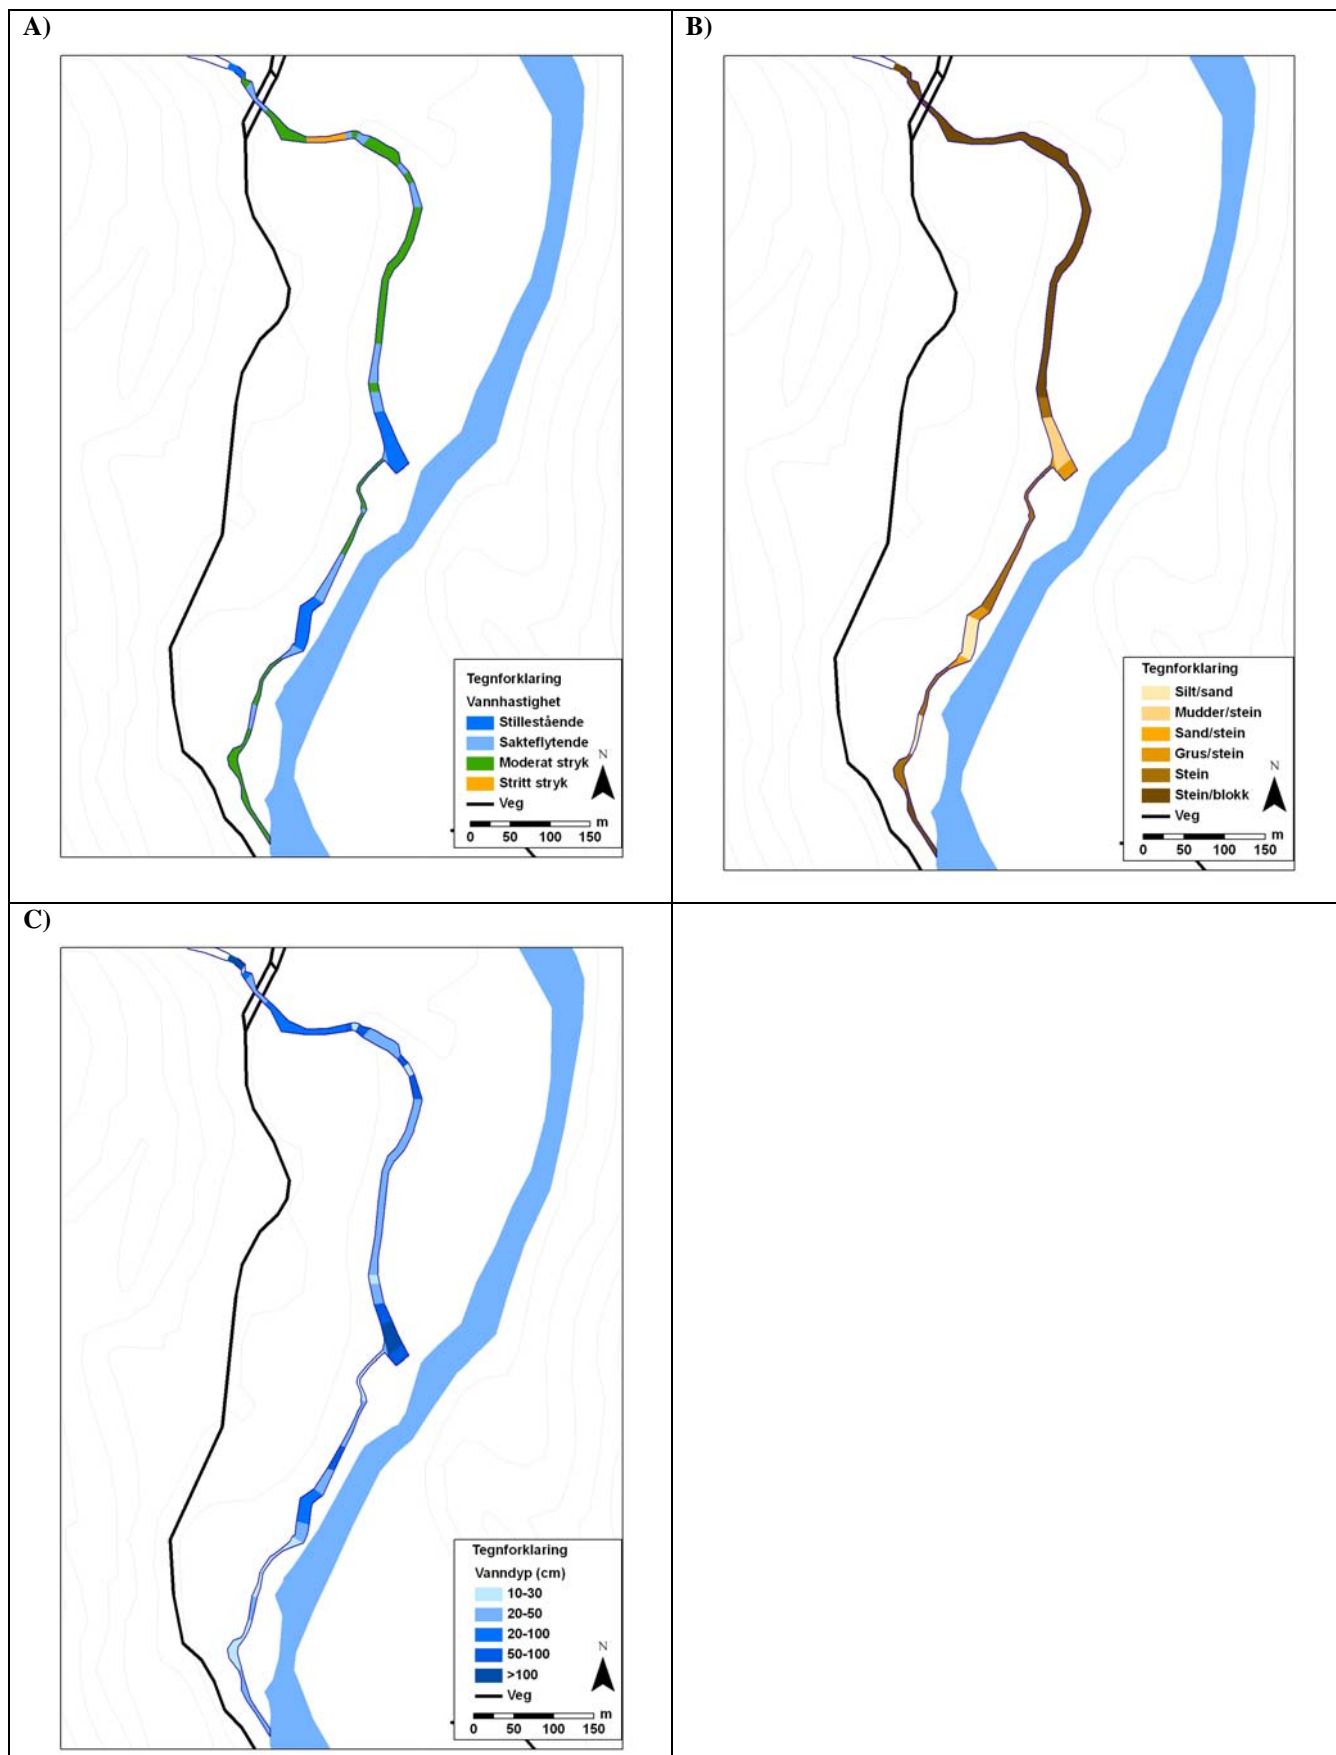 A)
Tegnforklaring
Vannhastighet
Stillestående
Sakteflytende
Moderat stryk
Stritt stryk
Veg
N
m
0 50 100 150
B)
Tegnforklaring
Silt/sand
Mudder/stein
Sand/stein
Grus/stein
Stein
Stein/blokk
Veg
N
m
0 50 100 150
C)
Tegnforklaring
Vanndyp (cm)
10-30
20-50
20-100
50-100
>100
Veg
N
m
0 50 100 150